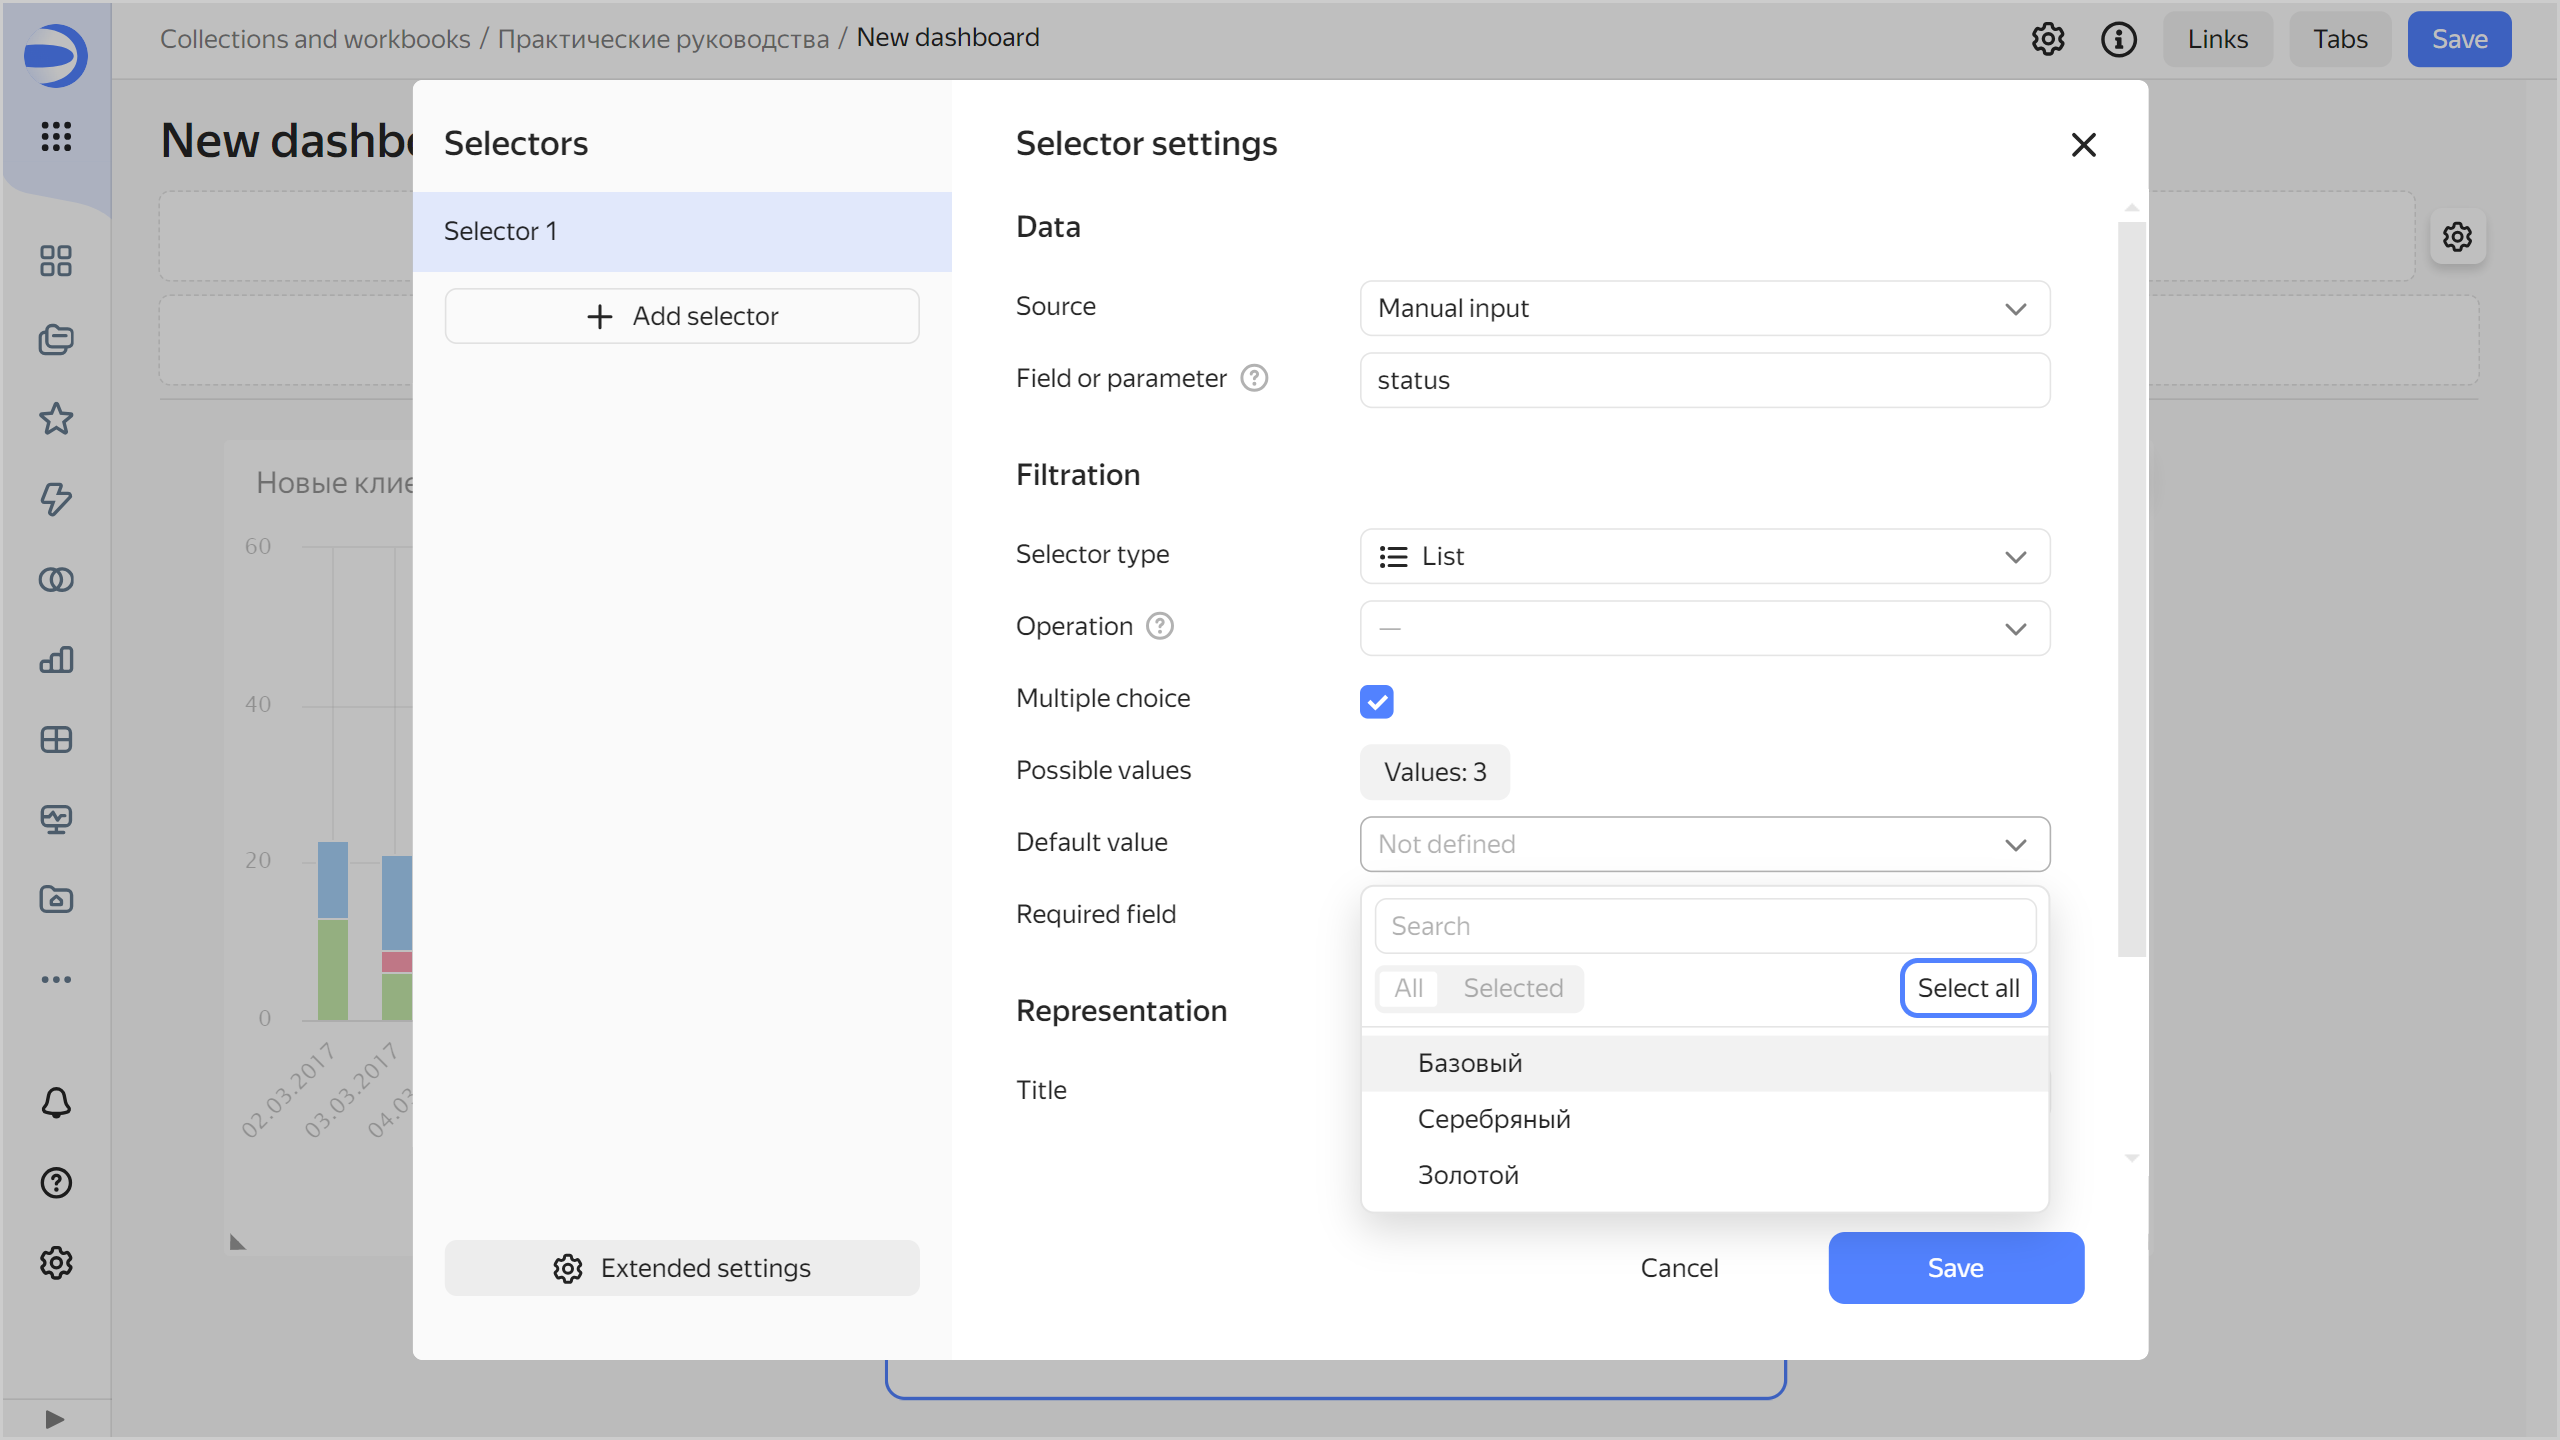 Collections and workbooks / Практические руководства / New dashboard
Links
Tabs
Save
New dashbo
Selectors
Selector 1
Add selector
Extended settings
Selector settings
Data
Source
Manual input
Field or parameter
status
Filtration
Selector type
List
Operation
—
Multiple choice
Possible values
Values: 3
Default value
Not defined
Required field
Search
All
Selected
Select all
Базовый
Серебряный
Золотой
Representation
Title
Cancel
Save
Новые клие
60
40
20
0
02.03.2017
03.03.2017
04.03